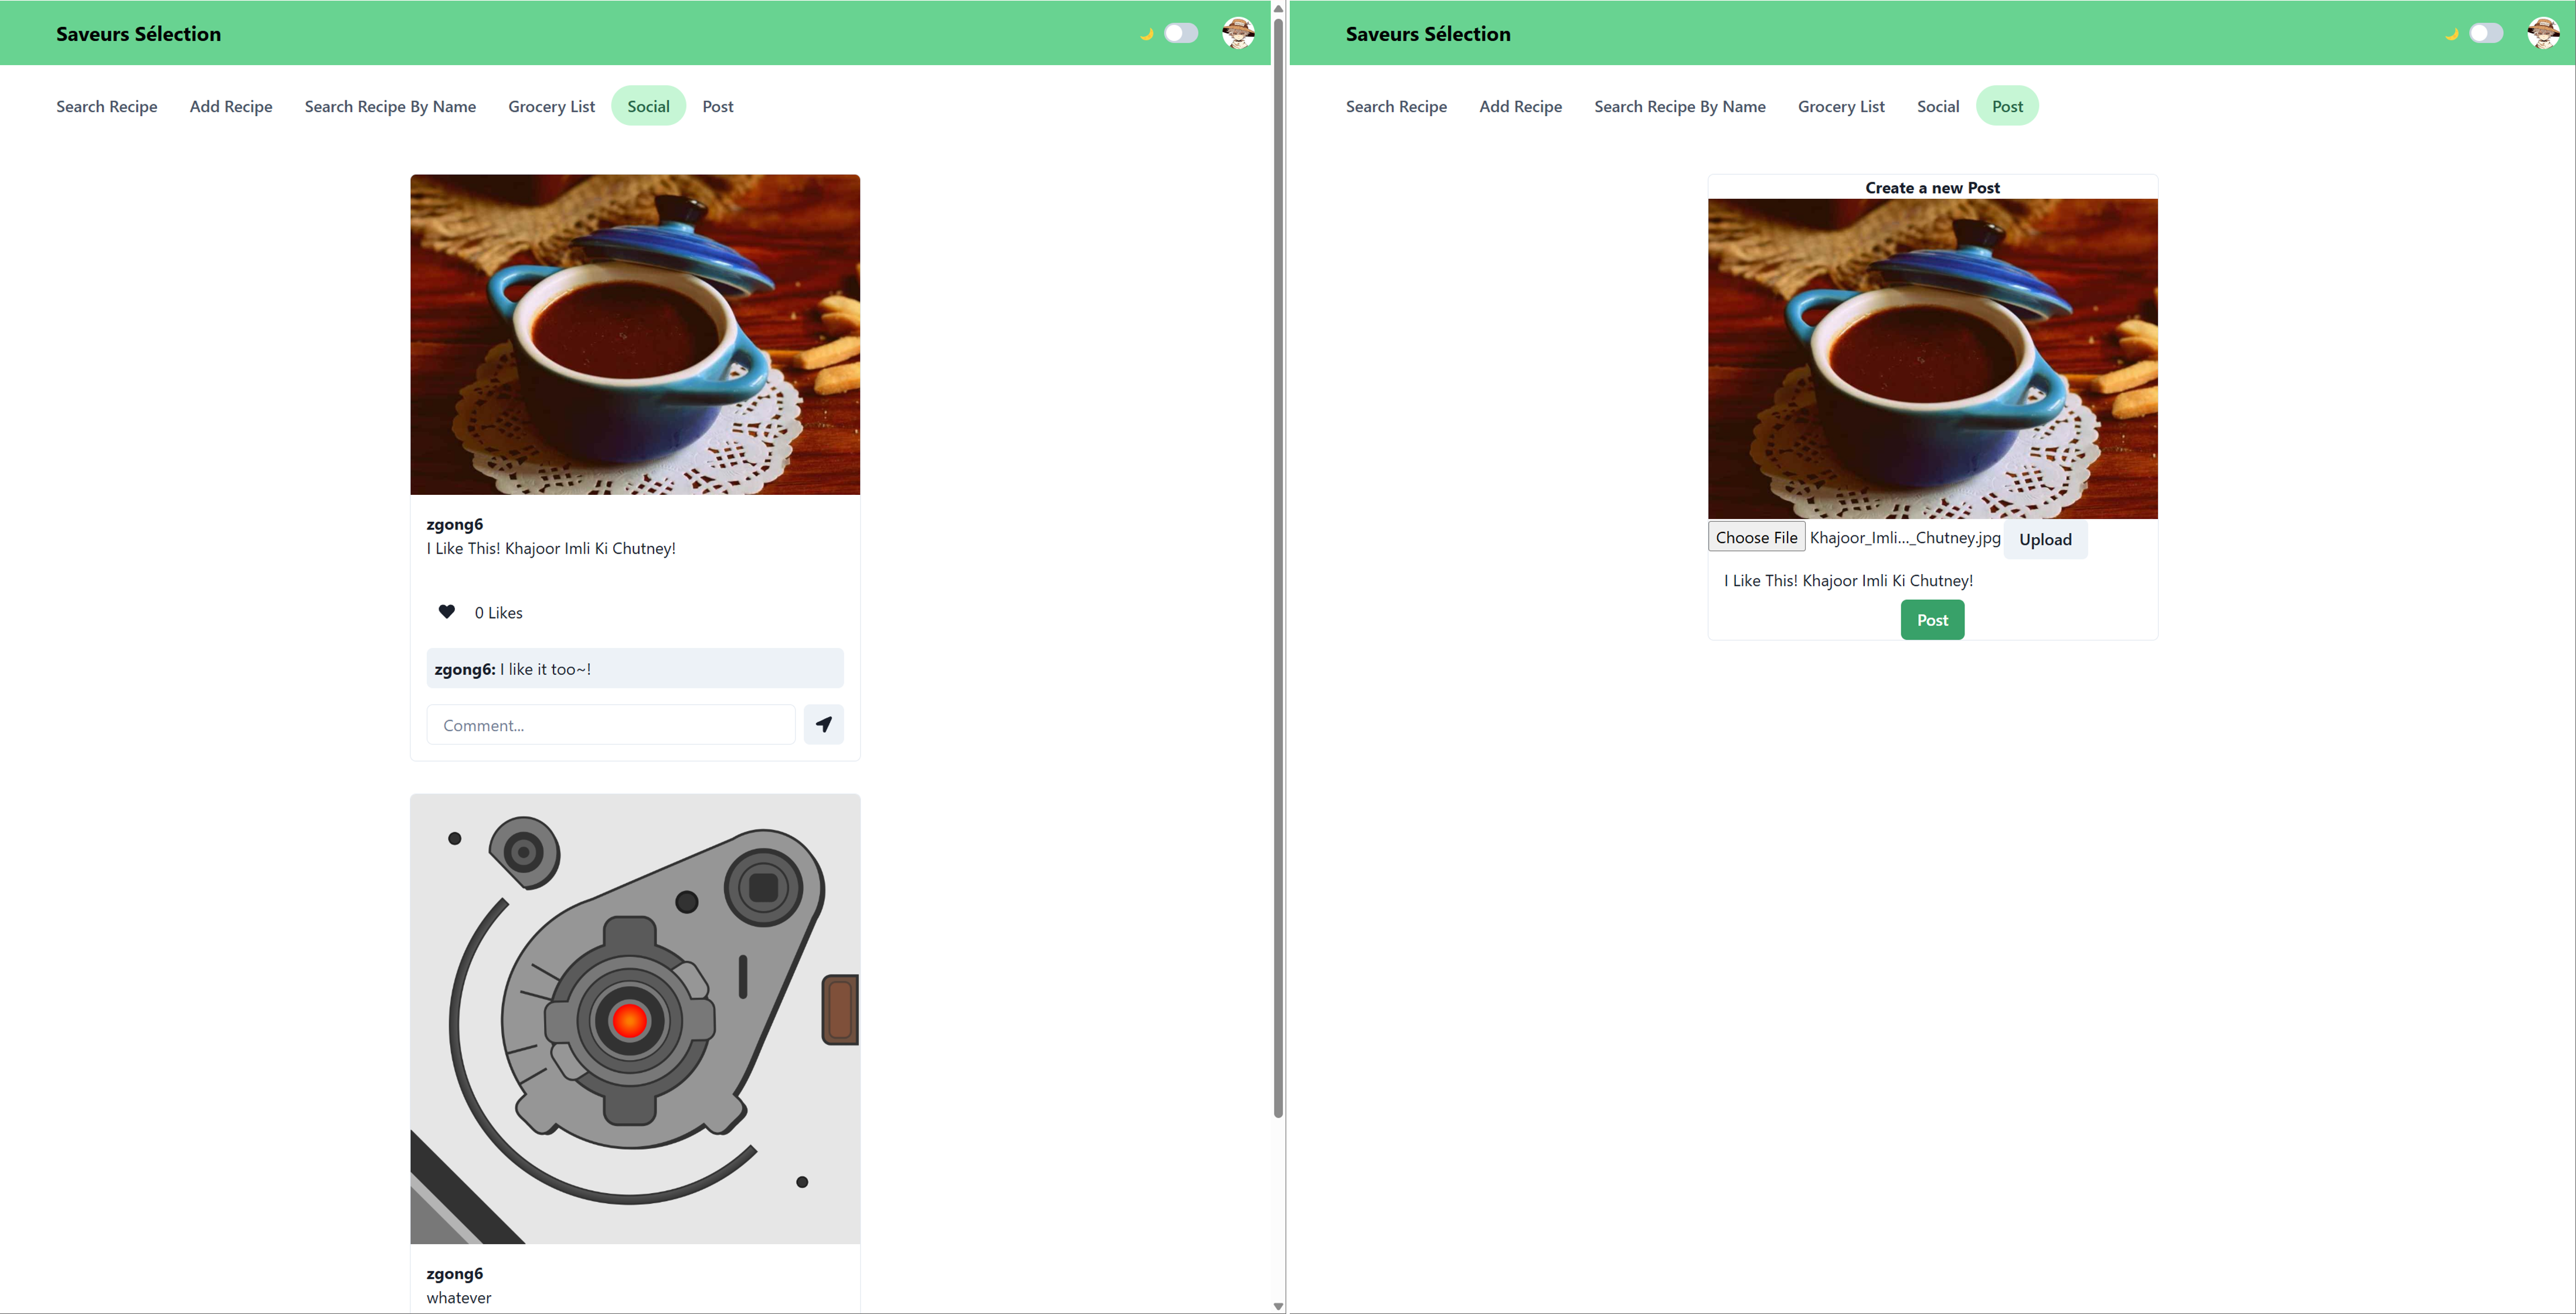 Saveurs Sélection
Search Recipe Add Recipe Search Recipe By Name Grocery List Social Post
zgong6
I Like This! Khajoor Imli Ki Chutney!
0 Likes
zgong6: I like it too~!
Comment...
zgong6
whatever
Saveurs Sélection
Search Recipe Add Recipe Search Recipe By Name Grocery List Social Post
Create a new Post
Choose File Khajoor_Imli..._Chutney.jpg Upload
I Like This! Khajoor Imli Ki Chutney!
Post